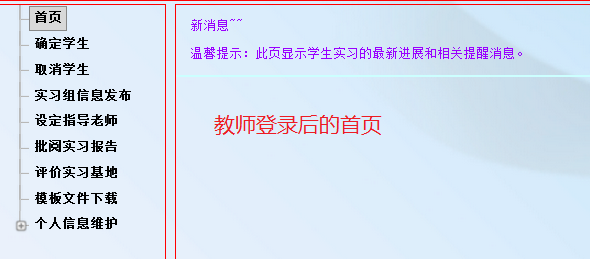 首页
确定学生
取消学生
实习组信息发布
设定指导老师
批阅实习报告
评价实习基地
模板文件下载
个人信息维护
新消息~~
温馨提示：此页显示学生实习的最新进展和相关提醒消息。
教师登录后的首页